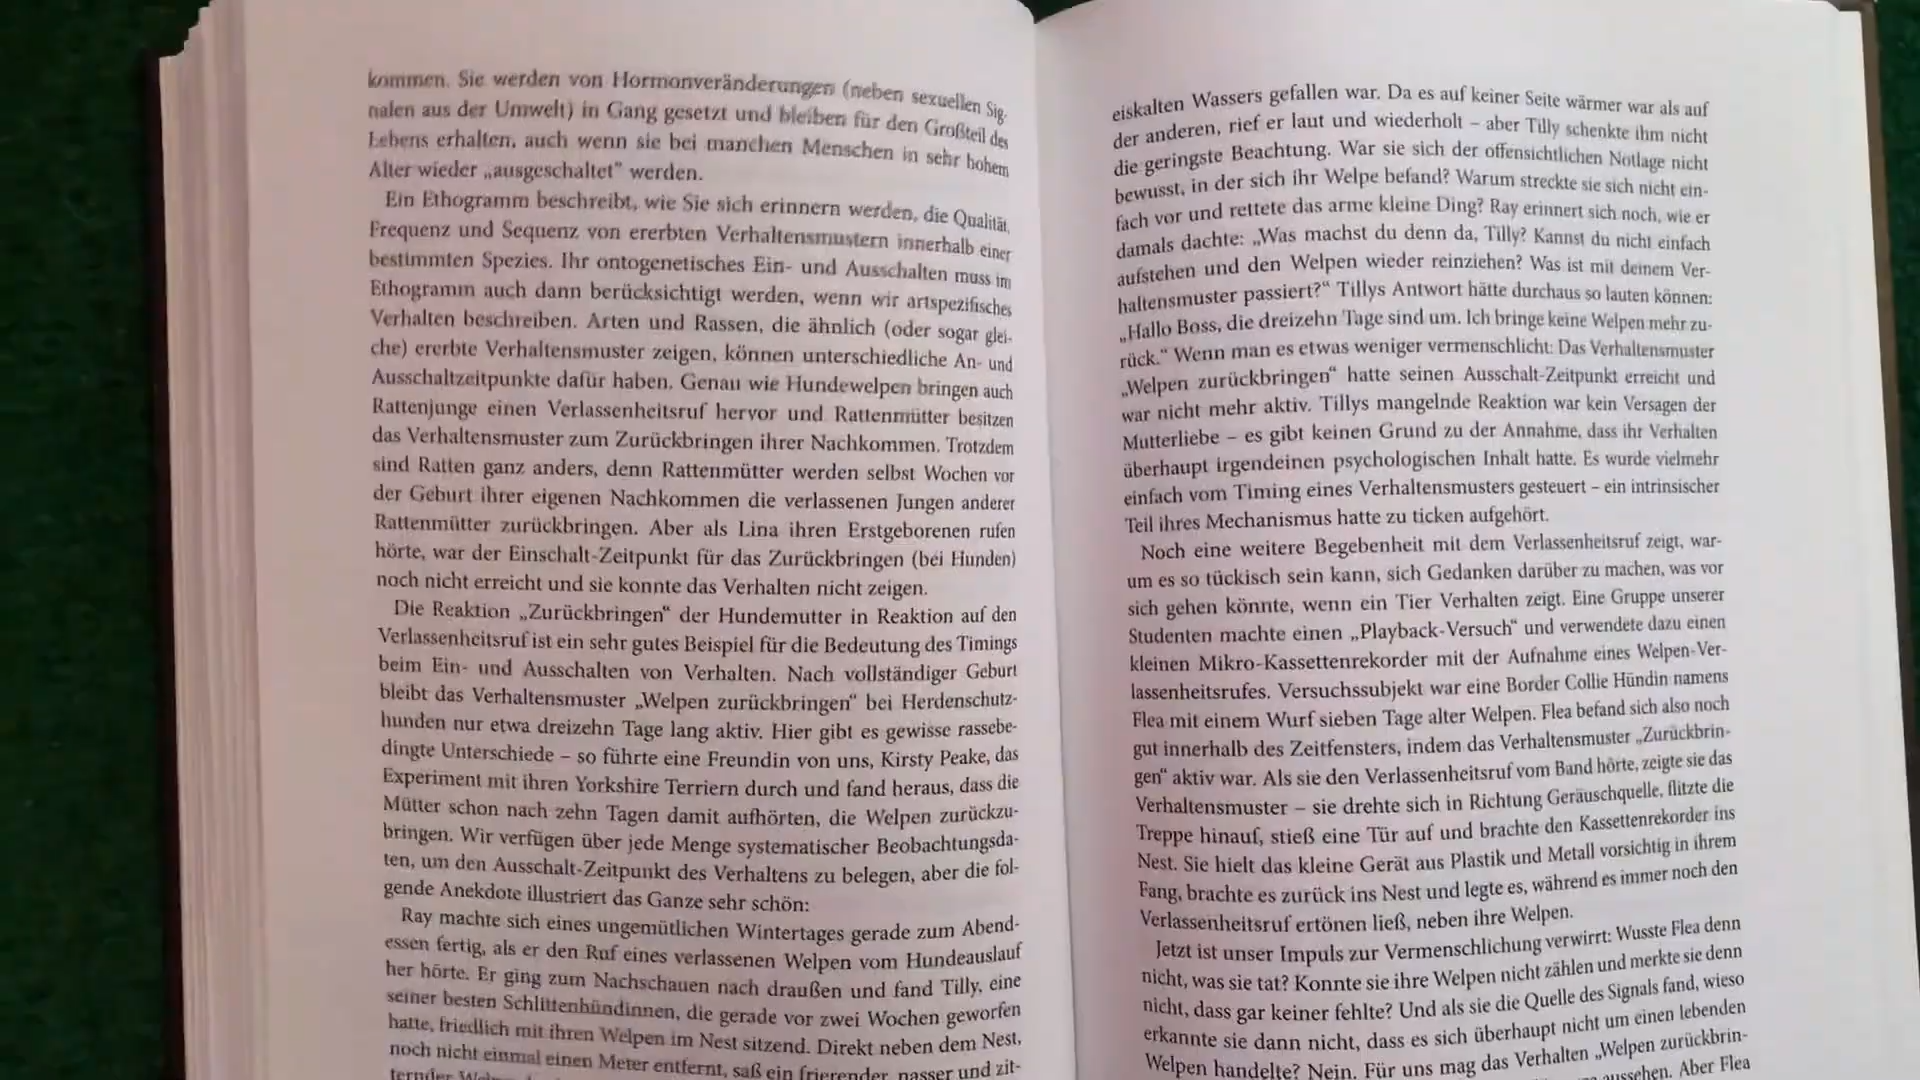 kommen. Sie werden von Hormonveränderungen (neben sexuellen Sig-
nalen aus der Umwelt) in Gang gesetzt und bleiben für den Großteil des
Lebens erhalten, auch wenn sie bei manchen Menschen in sehr hohem
Alter wieder „ausgeschaltet“ werden.
Ein Ethogramm beschreibt, wie Sie sich erinnern werden, die Qualität,
Frequenz und Sequenz von ererbten Verhaltensmustern innerhalb einer
bestimmten Spezies. Ihr ontogenetisches Ein- und Ausschalten muss im
Ethogramm auch dann berücksichtigt werden, wenn wir artspezifisches
Verhalten beschreiben. Arten und Rassen, die ähnlich (oder sogar glei-
che) ererbte Verhaltensmuster zeigen, können unterschiedliche An- und
Ausschaltzeitpunkte dafür haben. Genau wie Hundewelpen bringen auch
Rattenjunge einen Verlassenheitsruf hervor und Rattenmütter besitzen
das Verhaltensmuster zum Zurückbringen ihrer Nachkommen. Trotzdem
sind Ratten ganz anders, denn Rattenmütter werden selbst Wochen vor
der Geburt ihrer eigenen Nachkommen die verlassenen Jungen anderer
Rattenmütter zurückbringen. Aber als Lina ihren Erstgeborenen rufen
hörte, war der Einschalt-Zeitpunkt für das Zurückbringen (bei Hunden)
noch nicht erreicht und sie konnte das Verhalten nicht zeigen.
Die Reaktion „Zurückbringen“ der Hundemutter in Reaktion auf den
Verlassenheitsruf ist ein sehr gutes Beispiel für die Bedeutung des Timings
beim Ein- und Ausschalten von Verhalten. Nach vollständiger Geburt
bleibt das Verhaltensmuster „Welpen zurückbringen“ bei Herdenschutz-
hunden nur etwa dreizehn Tage lang aktiv. Hier gibt es gewisse rassebe-
dingte Unterschiede – so führte eine Freundin von uns, Kirsty Peake, das
Experiment mit ihren Yorkshire Terriern durch und fand heraus, dass die
Mütter schon nach zehn Tagen damit aufhörten, die Welpen zurückzu-
bringen. Wir verfügen über jede Menge systematischer Beobachtungsda-
ten, um den Ausschalt-Zeitpunkt des Verhaltens zu belegen, aber die fol-
gende Anekdote illustriert das Ganze sehr schön:
Ray machte sich eines ungemütlichen Wintertages gerade zum Abend-
essen fertig, als er den Ruf eines verlassenen Welpen vom Hundeauslauf
her hörte. Er ging zum Nachschauen nach draußen und fand Tilly, eine
seiner besten Schlittenhündinnen, die gerade vor zwei Wochen geworfen
hatte, friedlich mit ihren Welpen im Nest sitzend. Direkt neben dem Nest,
noch nicht einmal einen Meter entfernt, saß ein frierender, nasser und zit-
eiskalten Wassers gefallen war. Da es auf keiner Seite wärmer war als auf
der anderen, rief er laut und wiederholt – aber Tilly schenkte ihm nicht
die geringste Beachtung. War sie sich der offensichtlichen Notlage nicht
bewusst, in der sich ihr Welpe befand? Warum streckte sie sich nicht ein-
fach vor und rettete das arme kleine Ding? Ray erinnert sich noch, wie er
damals dachte: „Was machst du denn da, Tilly? Kannst du nicht einfach
aufstehen und den Welpen wieder reinziehen? Was ist mit deinem Ver-
haltensmuster passiert?“ Tillys Antwort hätte durchaus so lauten können:
„Hallo Boss, die dreizehn Tage sind um. Ich bringe keine Welpen mehr zu-
rück.“ Wenn man es etwas weniger vermenschlicht: Das Verhaltensmuster
„Welpen zurückbringen“ hatte seinen Ausschalt-Zeitpunkt erreicht und
war nicht mehr aktiv. Tillys mangelnde Reaktion war kein Versagen der
Mutterliebe – es gibt keinen Grund zu der Annahme, dass ihr Verhalten
überhaupt irgendeinen psychologischen Inhalt hatte. Es wurde vielmehr
einfach vom Timing eines Verhaltensmusters gesteuert – ein intrinsischer
Teil ihres Mechanismus hatte zu ticken aufgehört.
Noch eine weitere Begebenheit mit dem Verlassenheitsruf zeigt, war-
um es so tückisch sein kann, sich Gedanken darüber zu machen, was vor
sich gehen könnte, wenn ein Tier Verhalten zeigt. Eine Gruppe unserer
Studenten machte einen „Playback-Versuch“ und verwendete dazu einen
kleinen Mikro-Kassettenrekorder mit der Aufnahme eines Welpen-Ver-
lassenheitsrufes. Versuchssubjekt war eine Border Collie Hündin namens
Flea mit einem Wurf sieben Tage alter Welpen. Flea befand sich also noch
gut innerhalb des Zeitfensters, indem das Verhaltensmuster „Zurückbrin-
gen“ aktiv war. Als sie den Verlassenheitsruf vom Band hörte, zeigte sie das
Verhaltensmuster – sie drehte sich in Richtung Geräuschquelle, flitzte die
Treppe hinauf, stieß eine Tür auf und brachte den Kassettenrekorder ins
Nest. Sie hielt das kleine Gerät aus Plastik und Metall vorsichtig in ihrem
Fang, brachte es zurück ins Nest und legte es, während es immer noch den
Verlassenheitsruf ertönen ließ, neben ihre Welpen.
Jetzt ist unser Impuls zur Vermenschlichung verwirrt: Wusste Flea denn
nicht, was sie tat? Konnte sie ihre Welpen nicht zählen und merkte sie denn
nicht, dass gar keiner fehlte? Und als sie die Quelle des Signals fand, wieso
erkannte sie dann nicht, dass es sich überhaupt nicht um einen lebenden
Welpen handelte? Nein. Für uns mag das Verhalten „Welpen zurückbrin-
aussehen. Aber Flea